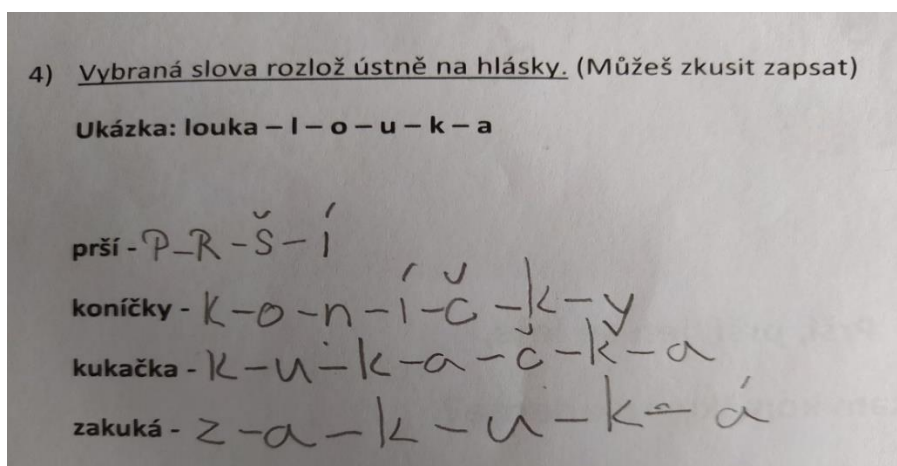 4) Vybraná slova rozlož ústně na hlásky. (Můžeš zkusit zapsat)
Ukázka: louka – l – o – u – k – a
prší - P-R-Š-Í
koníčky - k-o-n-í-č-k-y
kukačka - k-u-k-a-č-k-a
zakuká - z-a-k-u-k-á